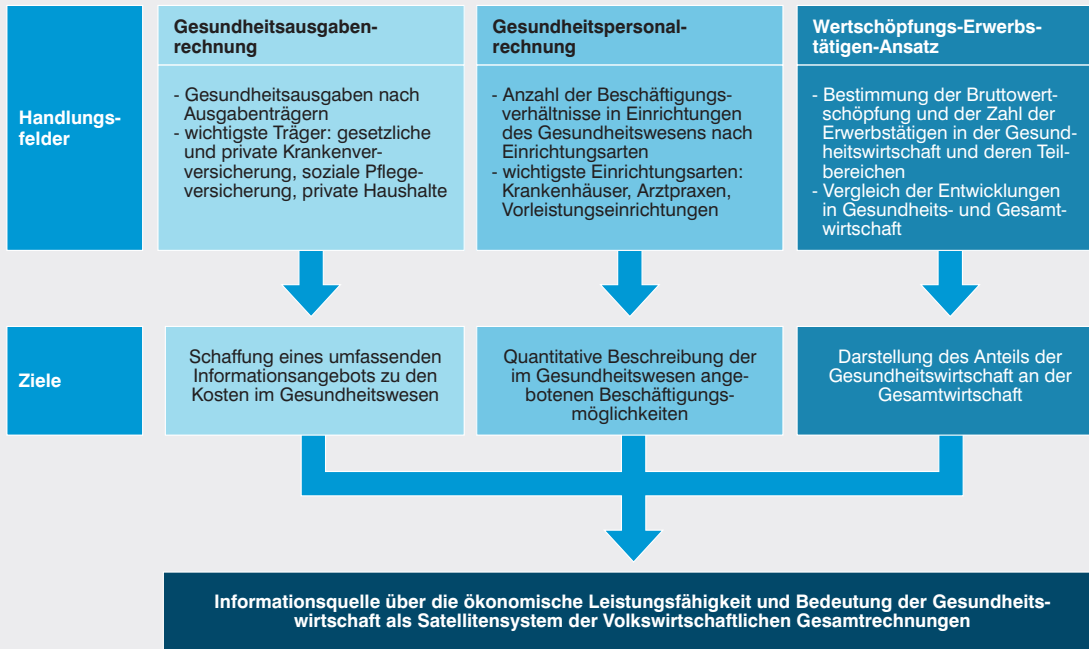 Handlungs-
felder
Gesundheitsausgaben-
rechnung
- Gesundheitsausgaben nach
Ausgabenträgern
- wichtigste Träger: gesetzliche
und private Krankenver-
versicherung, soziale Pflege-
versicherung, private Haushalte
Gesundheitspersonal-
rechnung
- Anzahl der Beschäftigungs-
verhältnisse in Einrichtungen
des Gesundheitswesens nach
Einrichtungsarten
- wichtigste Einrichtungsarten:
Krankenhäuser, Arztpraxen,
Vorleistungseinrichtungen
Wertschöpfungs-Erwerbs-
tätigen-Ansatz
- Bestimmung der Bruttowert-
schöpfung und der Zahl der
Erwerbstätigen in der Gesund-
heitswirtschaft und deren Teil-
bereichen
- Vergleich der Entwicklungen
in Gesundheits- und Gesamt-
wirtschaft
Ziele
Schaffung eines umfassenden
Informationsangebots zu den
Kosten im Gesundheitswesen
Quantitative Beschreibung der
im Gesundheitswesen ange-
botenen Beschäftigungs-
möglichkeiten
Darstellung des Anteils der
Gesundheitswirtschaft an der
Gesamtwirtschaft
Informationsquelle über die ökonomische Leistungsfähigkeit und Bedeutung der Gesundheits-
wirtschaft als Satellitensystem der Volkswirtschaftlichen Gesamtrechnungen